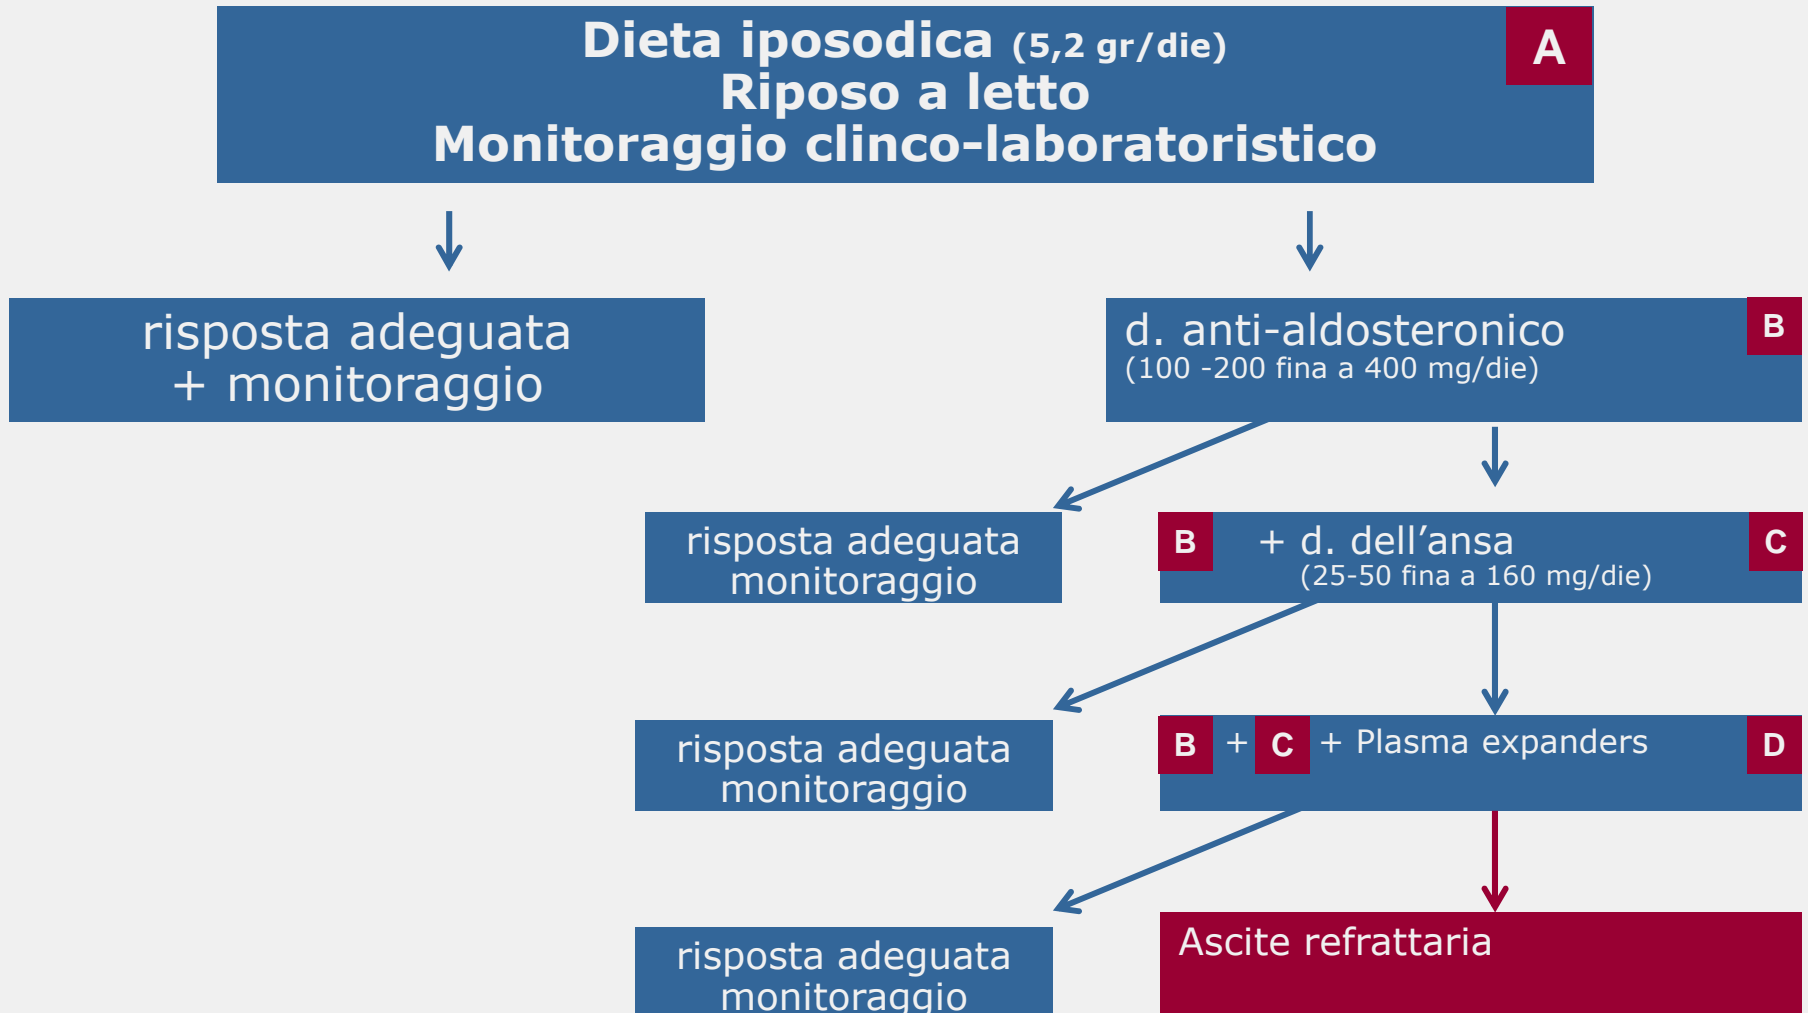 Dieta iposodica (5,2 gr/die)
A
Riposo a letto
Monitoraggio clinco-laboratoristico
risposta adeguata
+ monitoraggio
d. anti-aldosteronico
B
(100 -200 fina a 400 mg/die)
risposta adeguata
monitoraggio
B + d. dell’ansa C
(25-50 fina a 160 mg/die)
risposta adeguata
monitoraggio
B + C + Plasma expanders D
risposta adeguata
monitoraggio
Ascite refrattaria